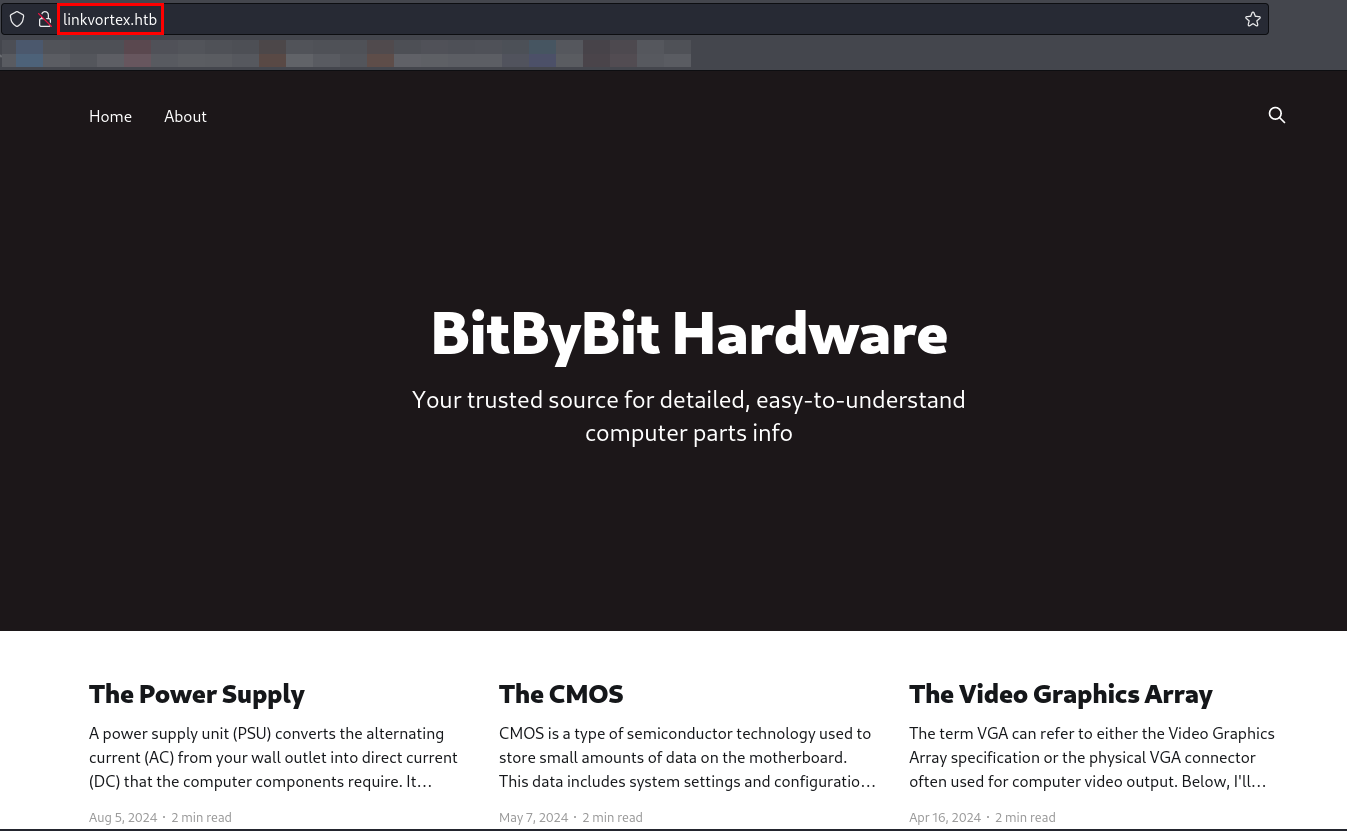 linkvortex.htb
Home About
BitByBit Hardware
Your trusted source for detailed, easy-to-understand
computer parts info
The Power Supply
A power supply unit (PSU) converts the alternating
current (AC) from your wall outlet into direct current
(DC) that the computer components require. It…
Aug 5, 2024 • 2 min read
The CMOS
CMOS is a type of semiconductor technology used to
store small amounts of data on the motherboard.
This data includes system settings and configuratio…
May 7, 2024 • 2 min read
The Video Graphics Array
The term VGA can refer to either the Video Graphics
Array specification or the physical VGA connector
often used for computer video output. Below, I'll…
Apr 16, 2024 • 2 min read